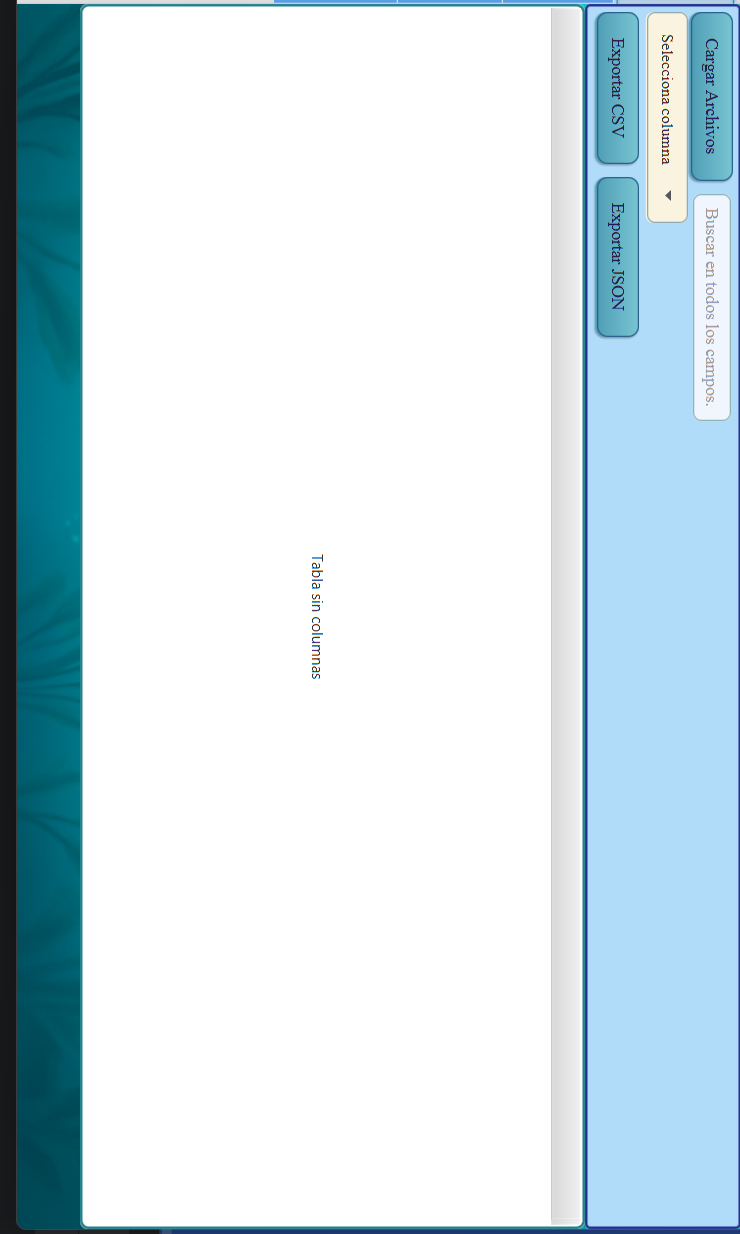 Cargar Archivos
Buscar en todos los campos.
Selecciona columna
Exportar CSV
Exportar JSON
Tabla sin columnas